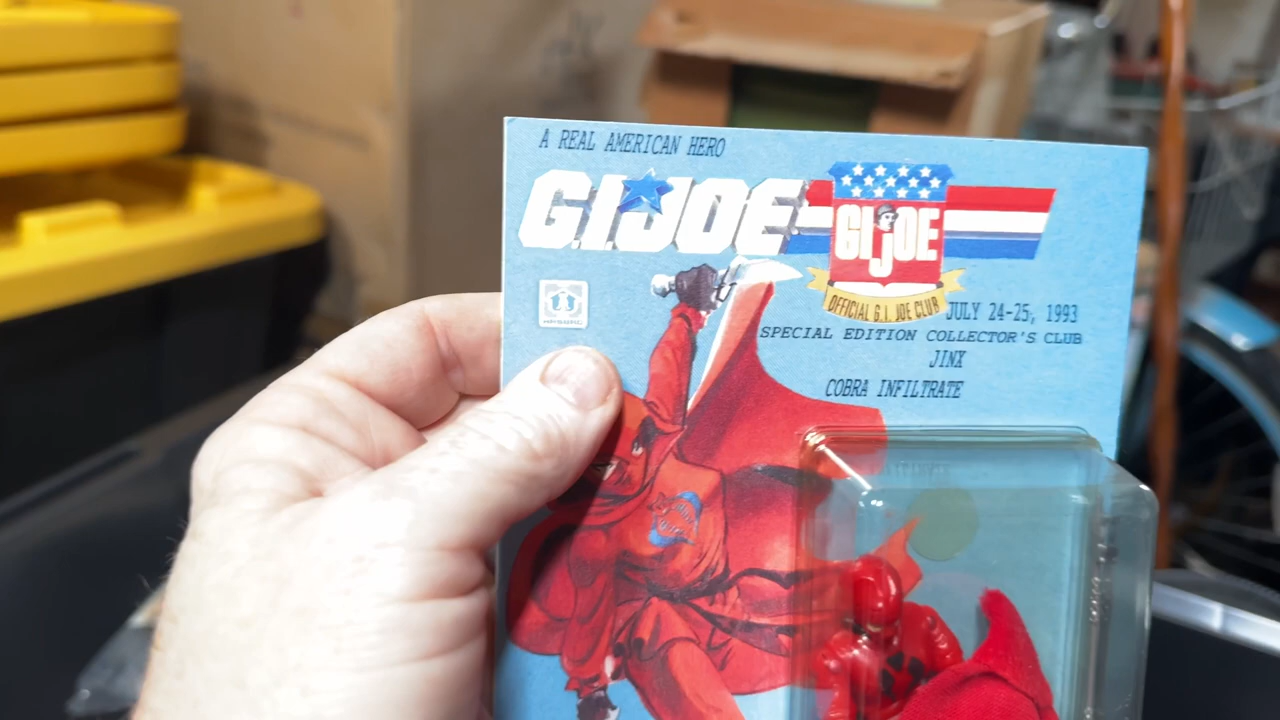 A REAL AMERICAN HERO
G.I.JOE
GI JOE
OFFICIAL G.I. JOE CLUB
JULY 24-25, 1993
SPECIAL EDITION COLLECTOR'S CLUB
JINX
COBRA INFILTRATE